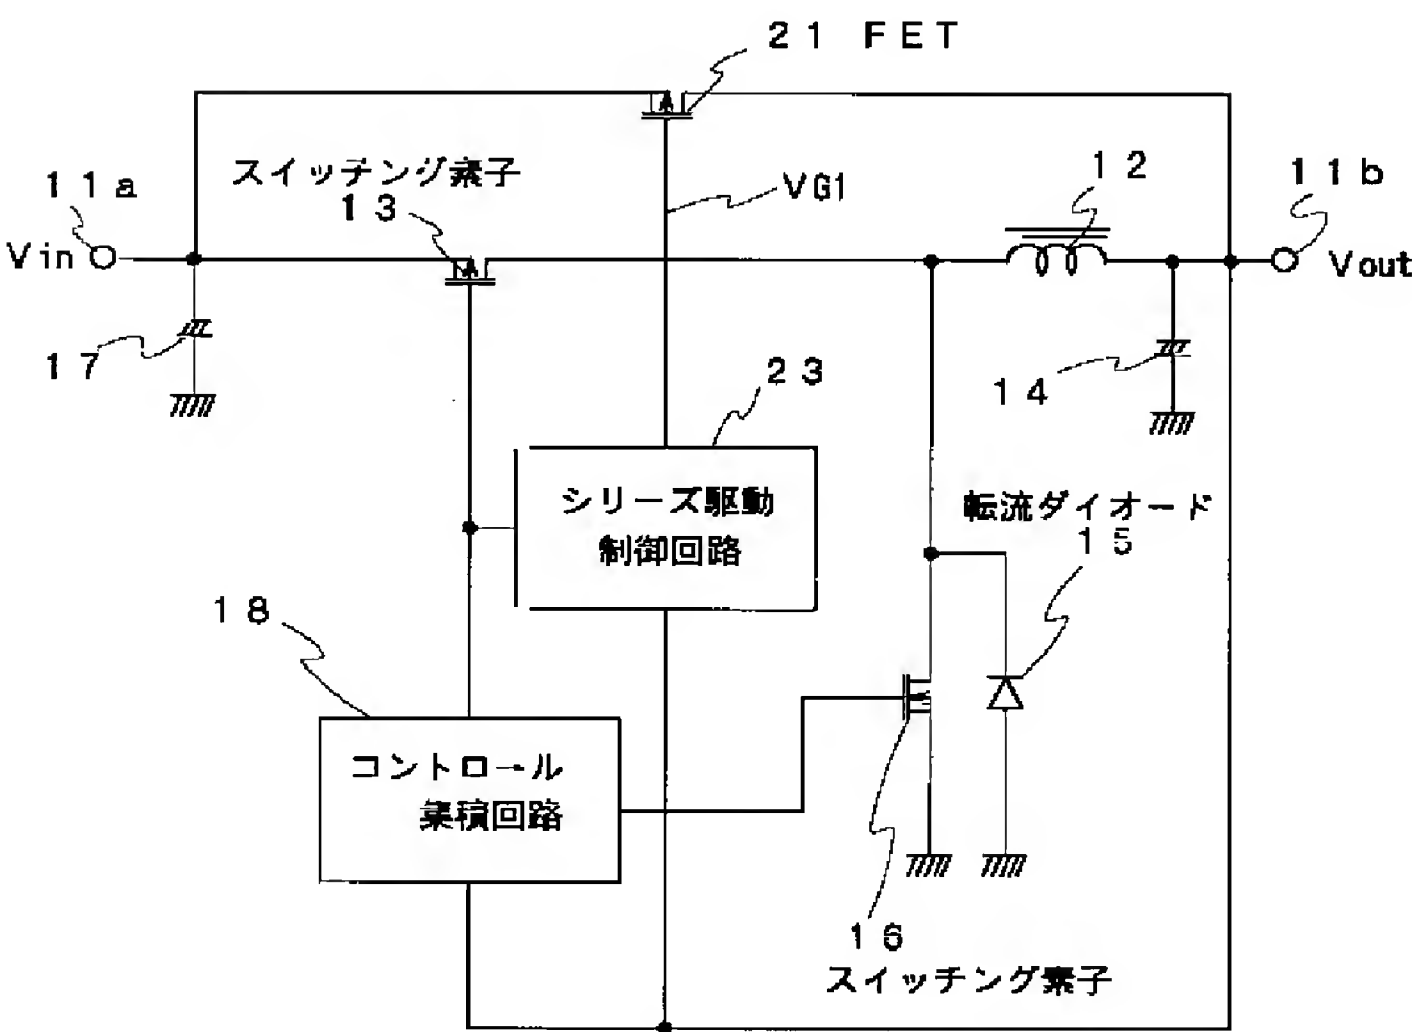 ２１ ＦＥＴ
スイッチング素子
１３
１１ａ
Ｖin
VG1
１２
１１ｂ
Ｖout
１７
１４
２３
シリーズ駆動
制御回路
転流ダイオード
１５
１８
コントロール
集積回路
１６
スイッチング素子